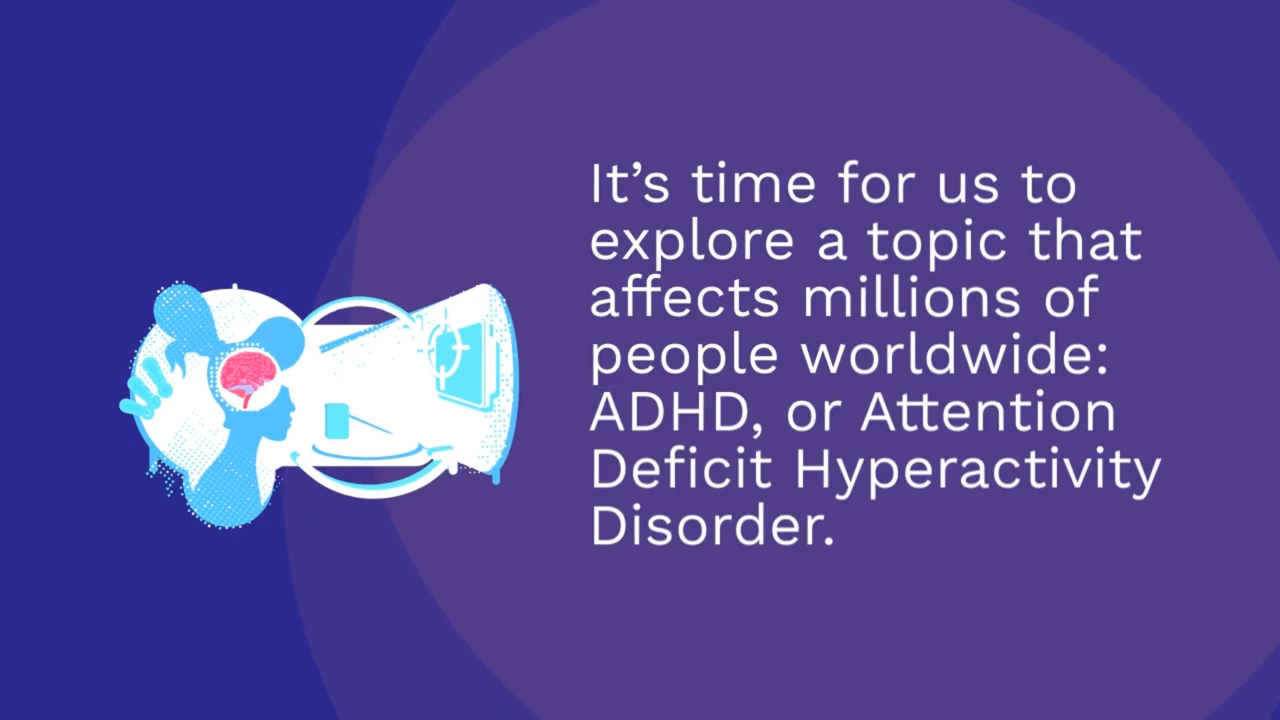 It’s time for us to
explore a topic that
affects millions of
people worldwide:
ADHD, or Attention
Deficit Hyperactivity
Disorder.